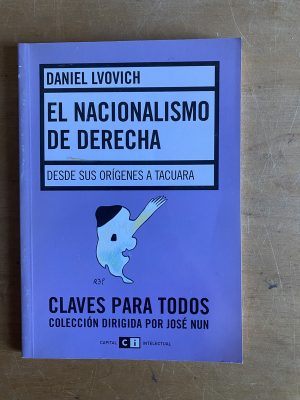 DANIEL LVOVICH
EL NACIONALISMO
DE DERECHA
DESDE SUS ORÍGENES A TACUARA
REP
CLAVES PARA TODOS
COLECCIÓN DIRIGIDA POR JOSÉ NUN
CAPITAL Ci INTELECTUAL